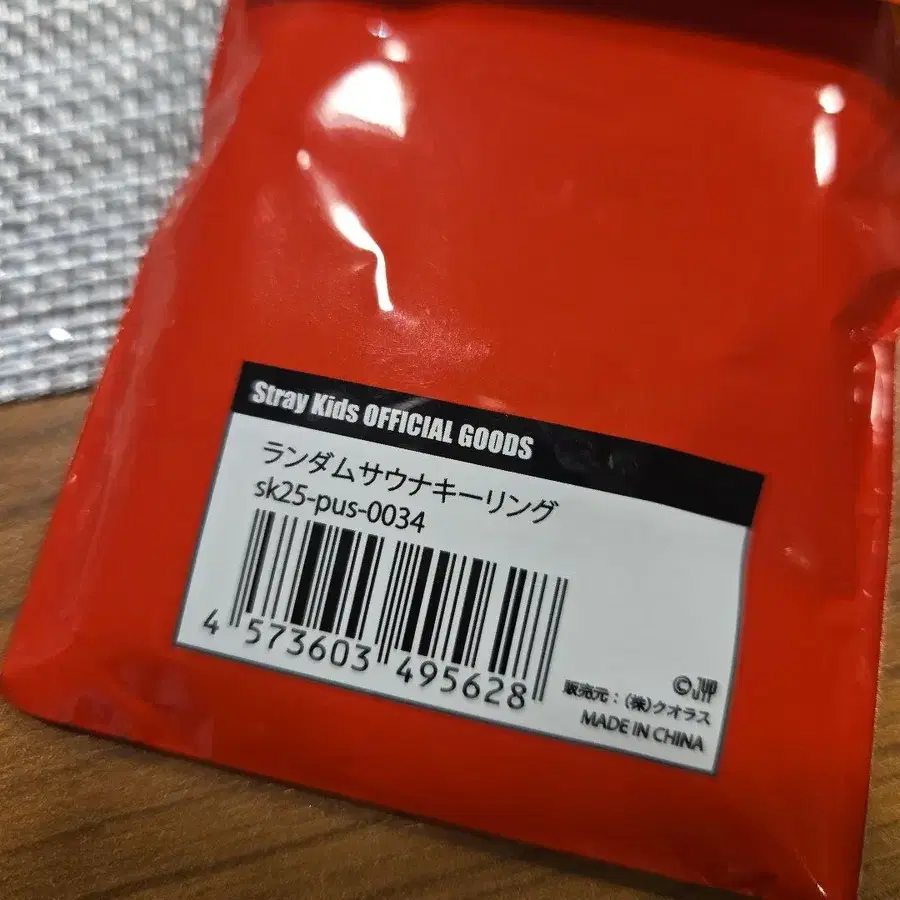 Stray Kids OFFICIAL GOODS
ランダムサウナキーリング
sk25-pus-0034
4 573603 495628
©JYP
販売元：(株)クオラス
MADE IN CHINA